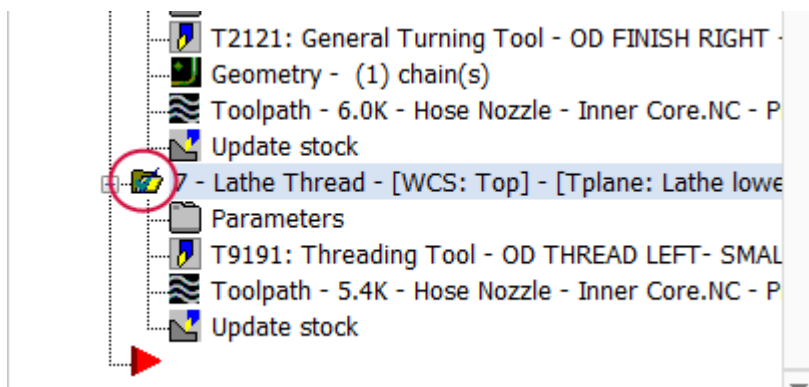 T2121: General Turning Tool - OD FINISH RIGHT -
Geometry - (1) chain(s)
Toolpath - 6.0K - Hose Nozzle - Inner Core.NC - P
Update stock
7 - Lathe Thread - [WCS: Top] - [Tplane: Lathe lowe
Parameters
T9191: Threading Tool - OD THREAD LEFT- SMAL
Toolpath - 5.4K - Hose Nozzle - Inner Core.NC - P
Update stock